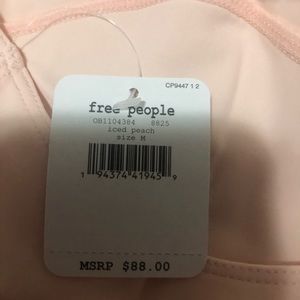 CP9447 1 2
free people
OB1104384 8825
iced peach
size M
1 94374 41945 9
MSRP $88.00